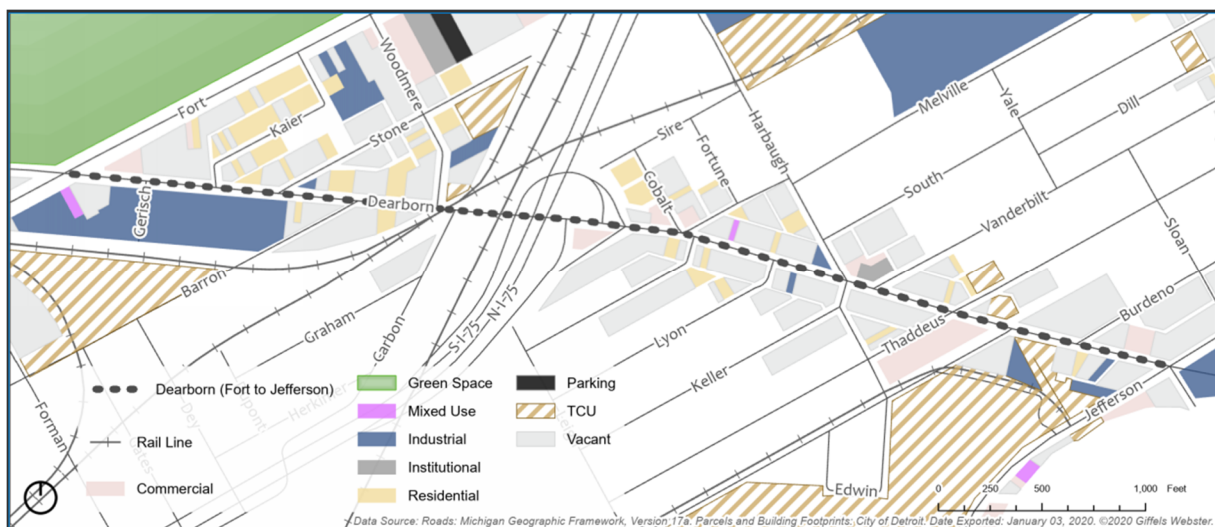 Fort
Woodmere
Kaier
Stone
Gerisch
Dearborn
Barron
Graham
Carbon
S-I-75
N-I-75
Sire
Fortune
Cobalt
Harbaugh
Melville
Yale
Dill
South
Vanderbilt
Sloan
Lyon
Keller
Thaddeus
Burdeno
Jefferson
Edwin
Forman
Dey
Herkimer
Dearborn (Fort to Jefferson)
Rail Line
Commercial
Green Space
Mixed Use
Industrial
Institutional
Residential
Parking
TCU
Vacant
0 250 500 1,000 Feet
Data Source: Roads: Michigan Geographic Framework, Version 17a. Parcels and Building Footprints: City of Detroit. Date Exported: January 03, 2020. ©2020 Giffels Webster.